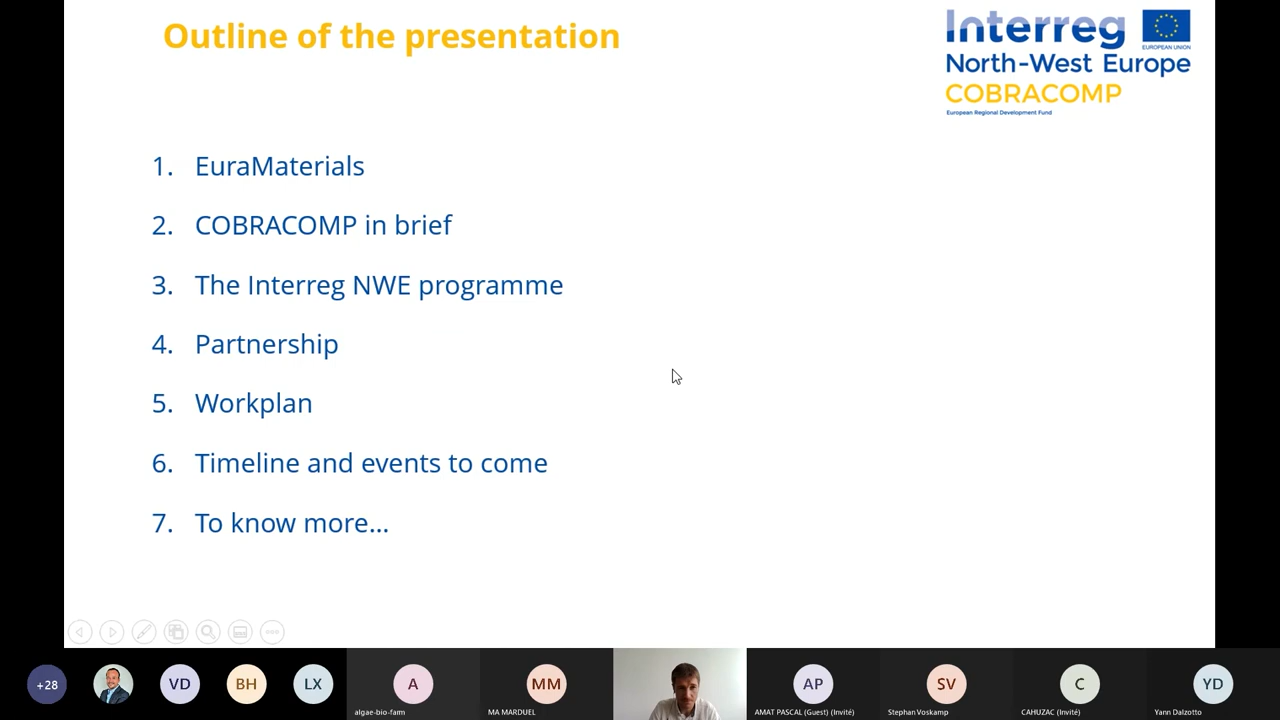 Outline of the presentation
Interreg
EUROPEAN UNION
North-West Europe
COBRACOMP
European Regional Development Fund
1. EuraMaterials
2. COBRACOMP in brief
3. The Interreg NWE programme
4. Partnership
5. Workplan
6. Timeline and events to come
7. To know more...
+28
VD
BH
LX
A
algae-bio-fam
MM
MA MARDUEL
AP
AMAT PASCAL (Guest) (Invité)
SV
Stephan Voskamp
C
CAHUZAC (Invité)
YD
Yann Dalzotto